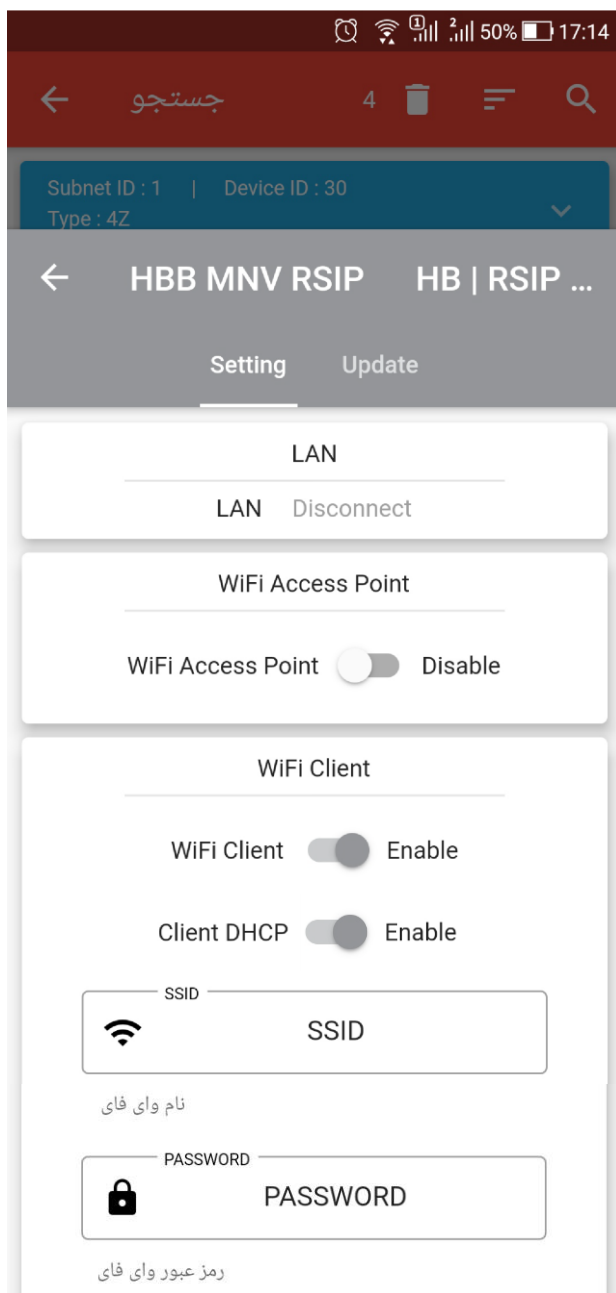 1 2 50% 17:14
جستجو 4
Subnet ID : 1 | Device ID : 30
Type : 4Z
HBB MNV RSIP HB | RSIP ...
Setting Update
LAN
LAN Disconnect
WiFi Access Point
WiFi Access Point Disable
WiFi Client
WiFi Client Enable
Client DHCP Enable
SSID
SSID
نام وای فای
PASSWORD
PASSWORD
رمز عبور وای فای